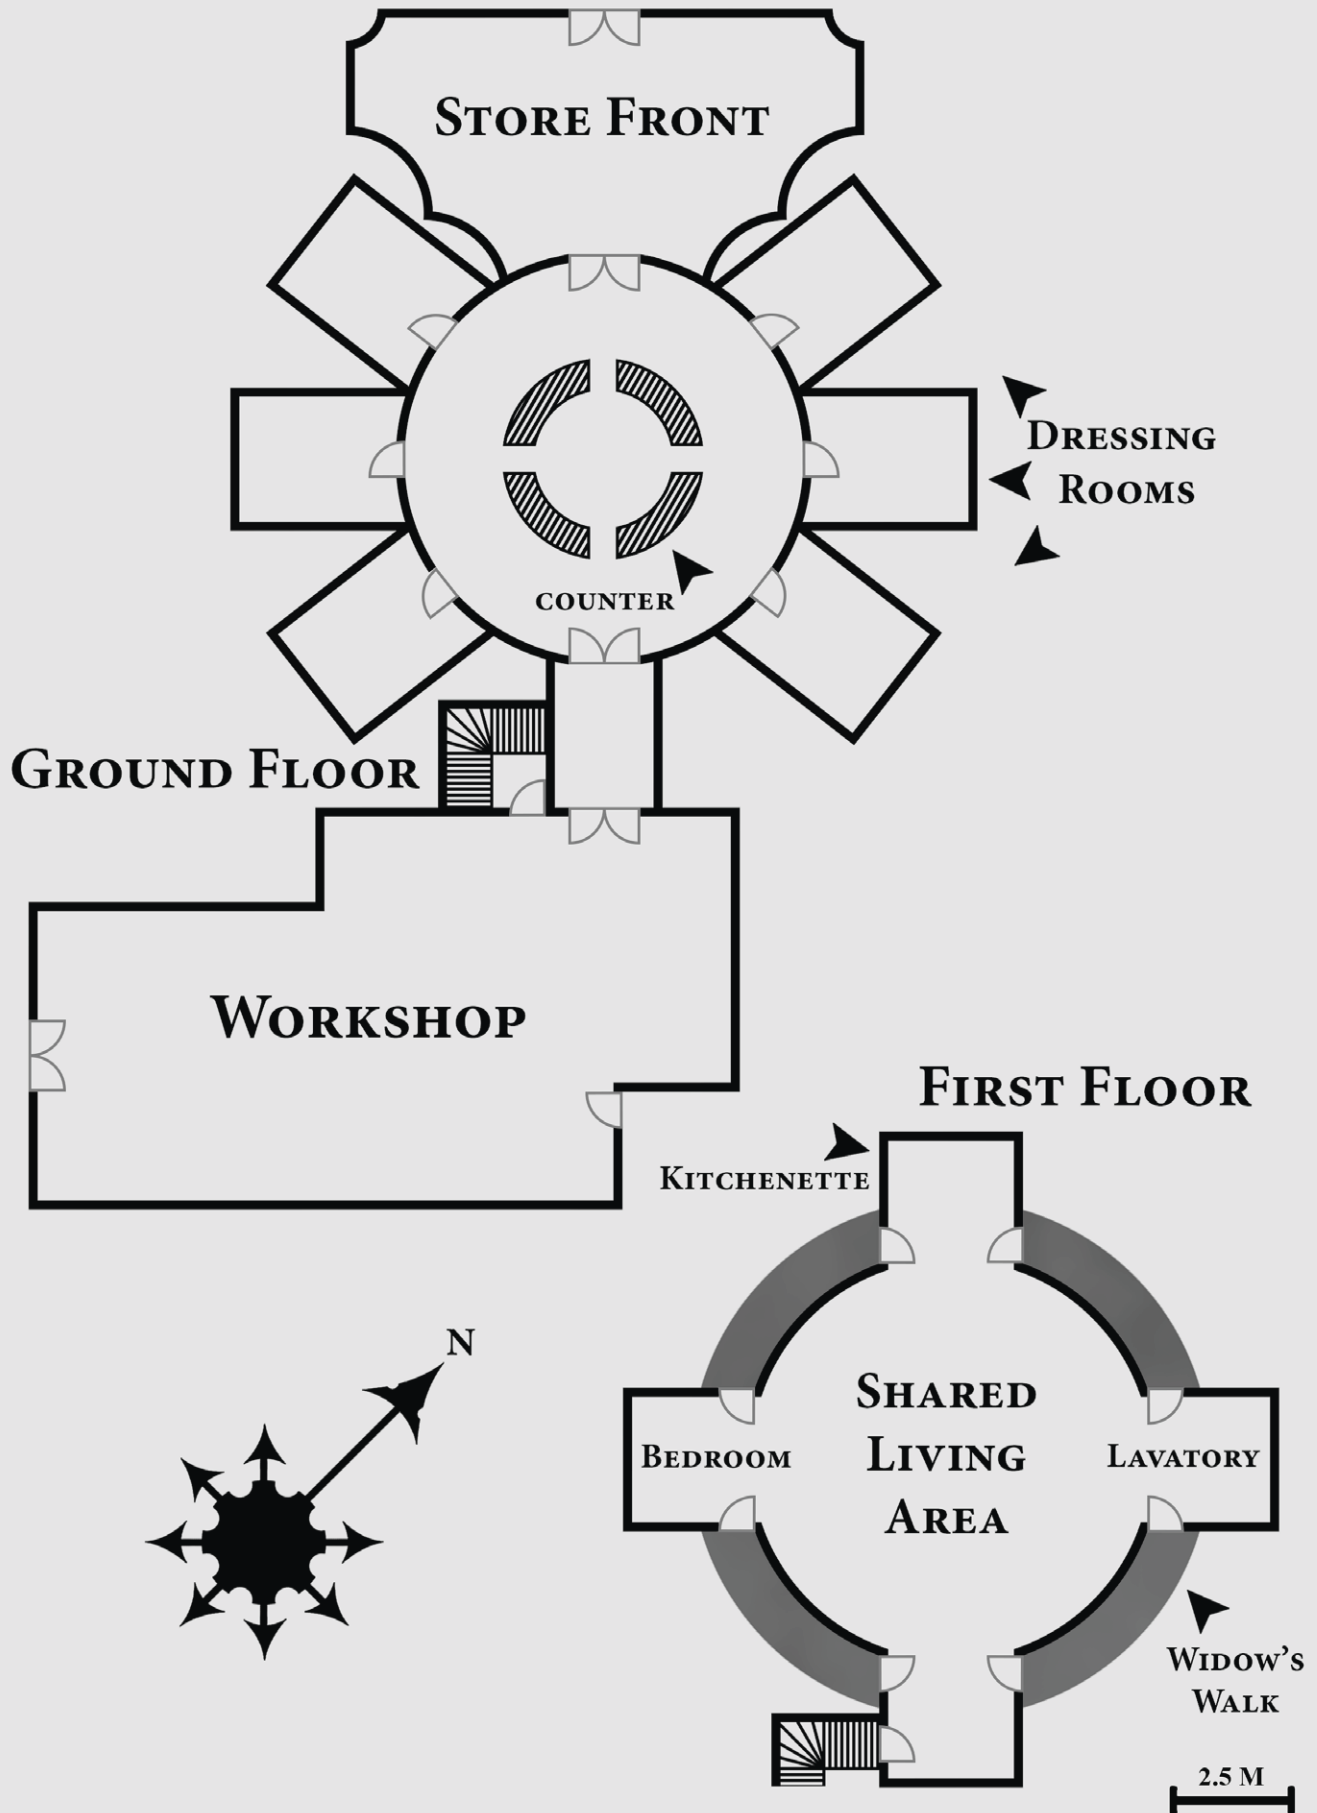 Store Front
Dressing
Rooms
counter
Ground Floor
Workshop
First Floor
Kitchenette
N
Shared
Living
Area
Bedroom
Lavatory
Widow's
Walk
2.5 M